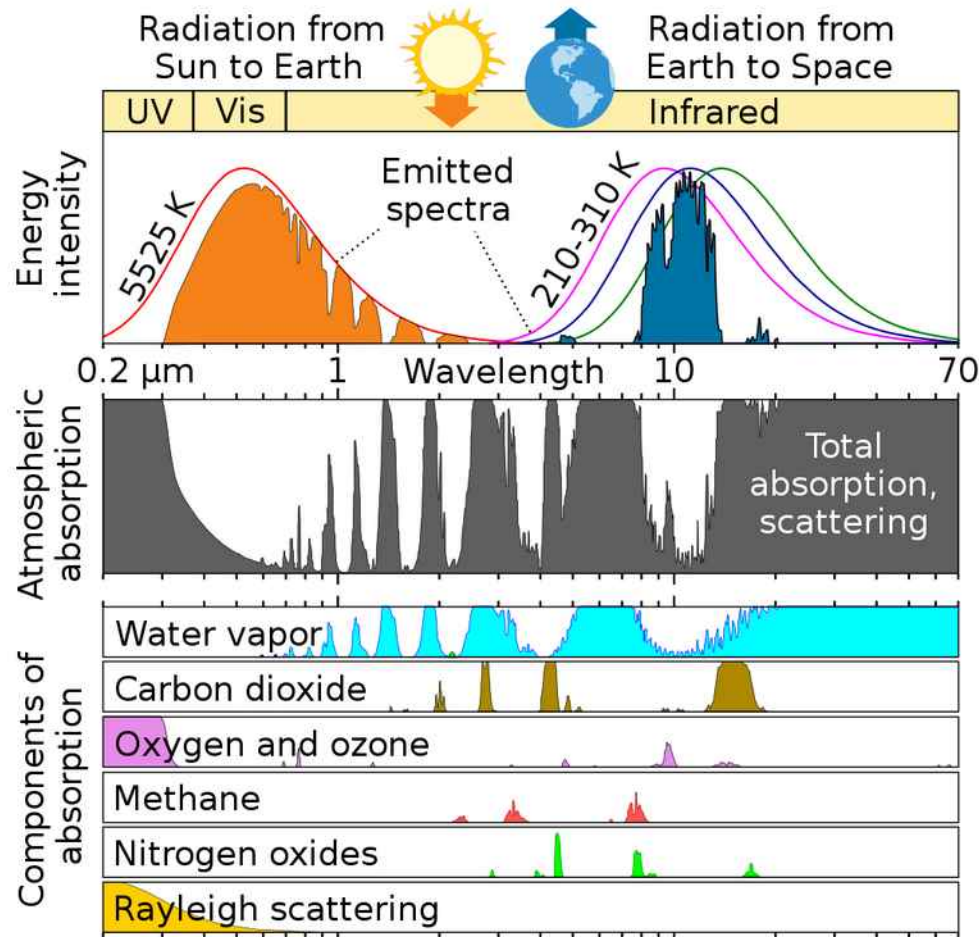 Radiation from
Sun to Earth
Radiation from
Earth to Space
UV
Vis
Infrared
Energy
intensity
5525 K
Emitted
spectra
210-310 K
0.2 µm
1
Wavelength
10
70
Atmospheric
absorption
Total
absorption,
scattering
Components of
absorption
Water vapor
Carbon dioxide
Oxygen and ozone
Methane
Nitrogen oxides
Rayleigh scattering